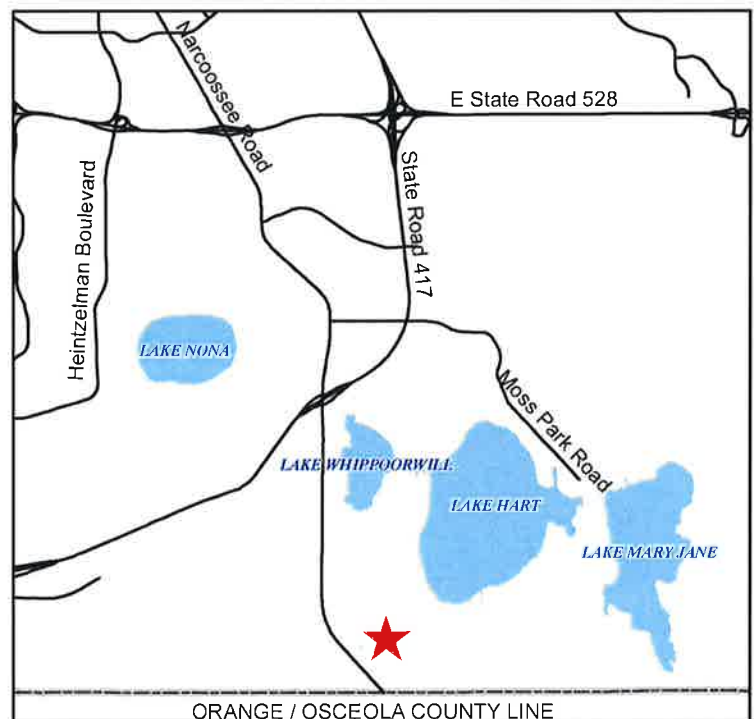 Narcoossee Road
E State Road 528
State Road 417
Heintzelman Boulevard
LAKE NONA
Moss Park Road
LAKE WHIPPOORWILL
LAKE HART
LAKE MARY JANE
ORANGE / OSCEOLA COUNTY LINE